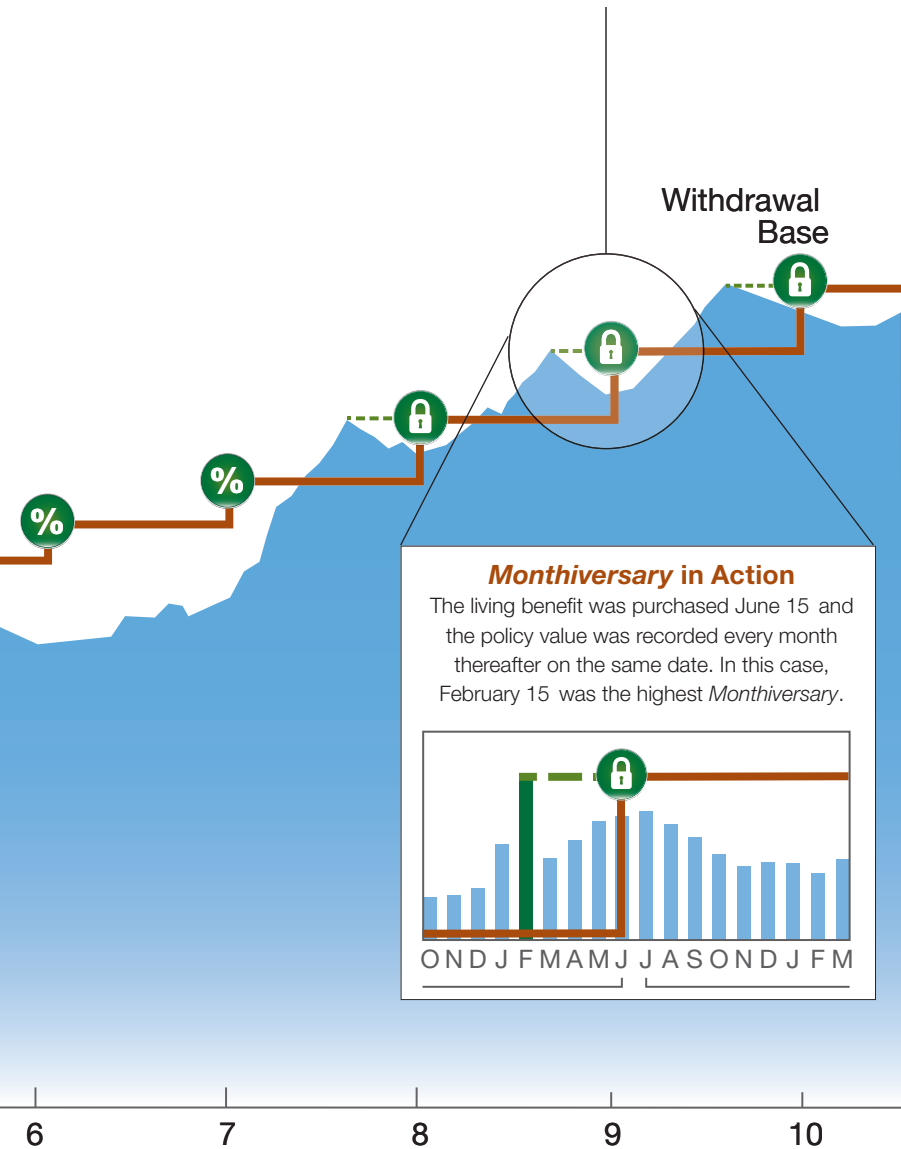 Withdrawal
Base
%
%
Monthiversary in Action
The living benefit was purchased June 15 and
the policy value was recorded every month
thereafter on the same date. In this case,
February 15 was the highest Monthiversary.
O N D J F M A M J J A S O N D J F M
6 7 8 9 10